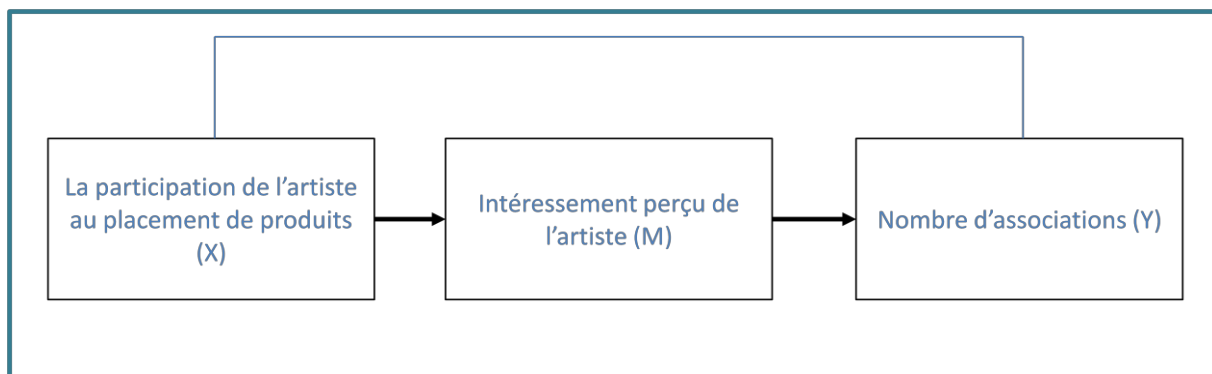 La participation de l’artiste
au placement de produits
(X)
Intéressement perçu de
l’artiste (M)
Nombre d’associations (Y)